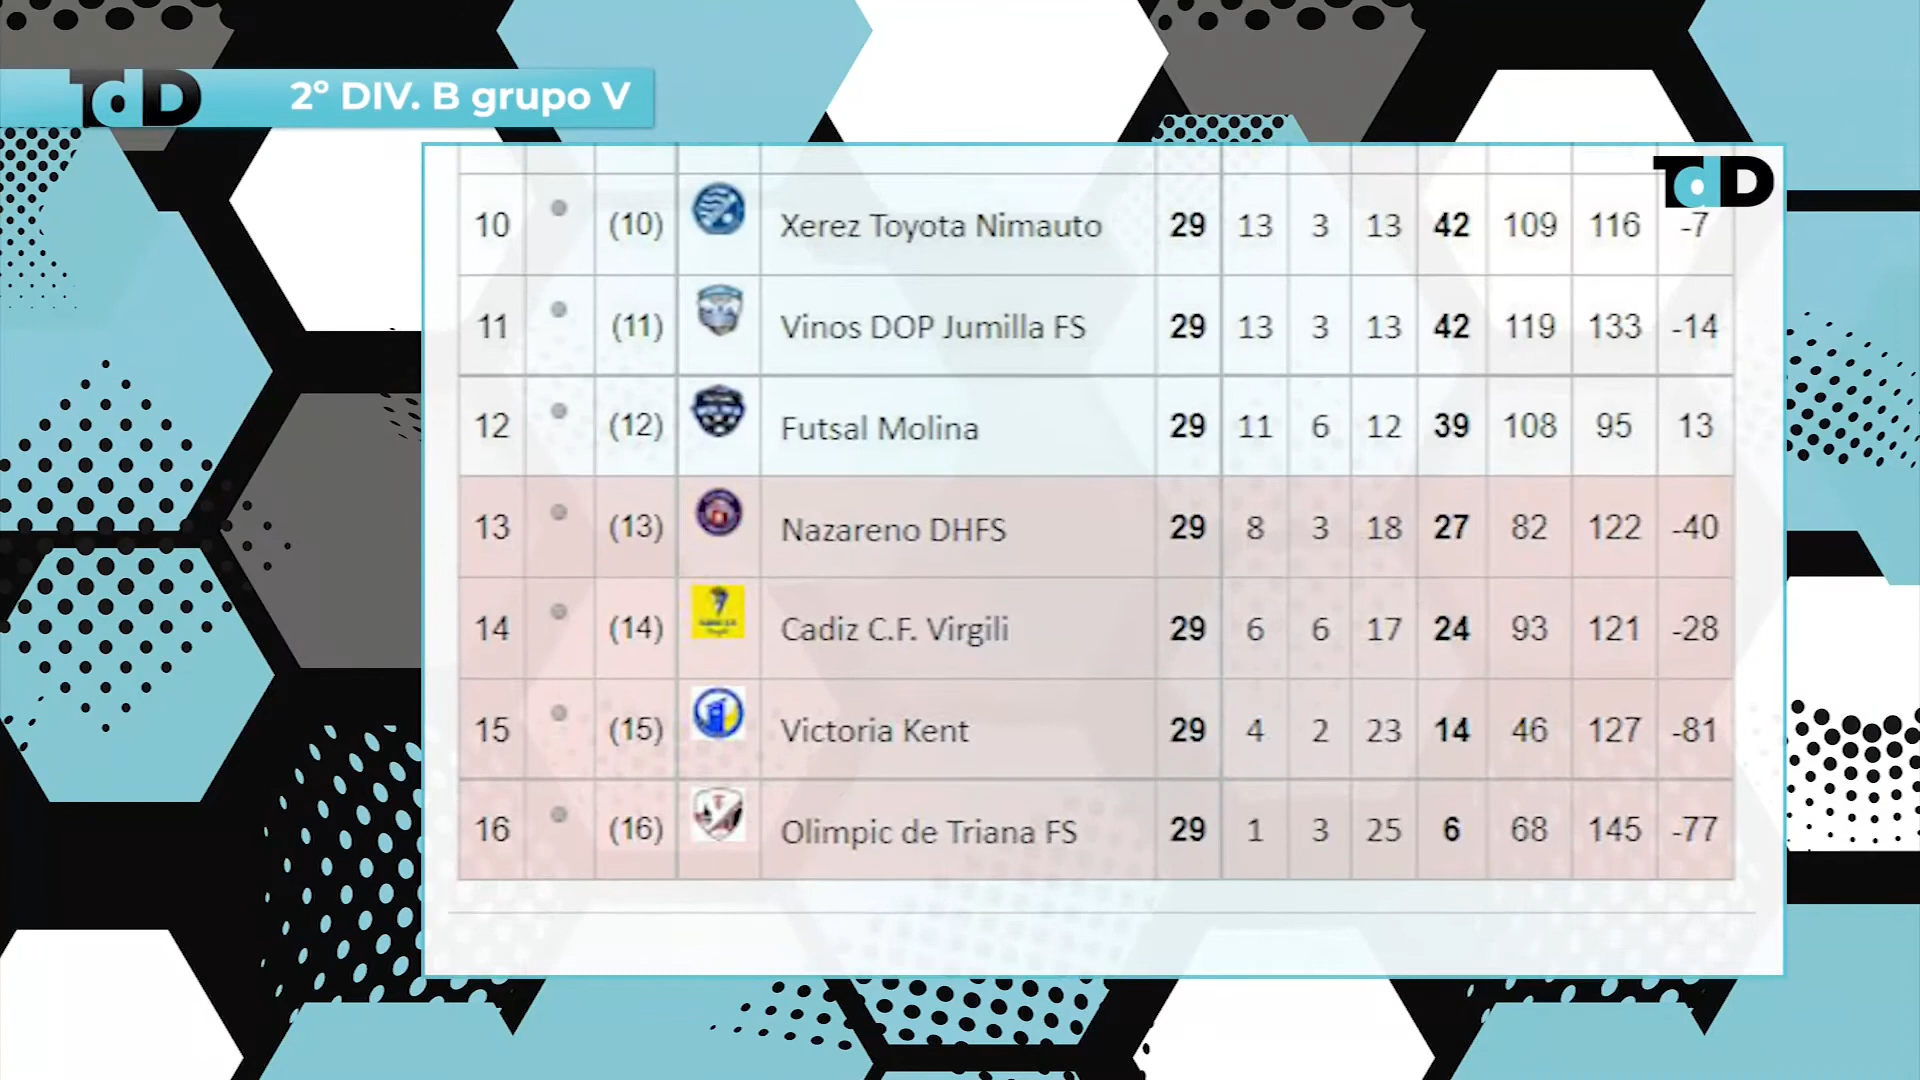 TdD 2º DIV. B grupo V
TdD
10 (10) Xerez Toyota Nimauto 29 13 3 13 42 109 116 -7
11 (11) Vinos DOP Jumilla FS 29 13 3 13 42 119 133 -14
12 (12) Futsal Molina 29 11 6 12 39 108 95 13
13 (13) Nazareno DHFS 29 8 3 18 27 82 122 -40
14 (14) Cadiz C.F. Virgili 29 6 6 17 24 93 121 -28
15 (15) Victoria Kent 29 4 2 23 14 46 127 -81
16 (16) Olimpic de Triana FS 29 1 3 25 6 68 145 -77